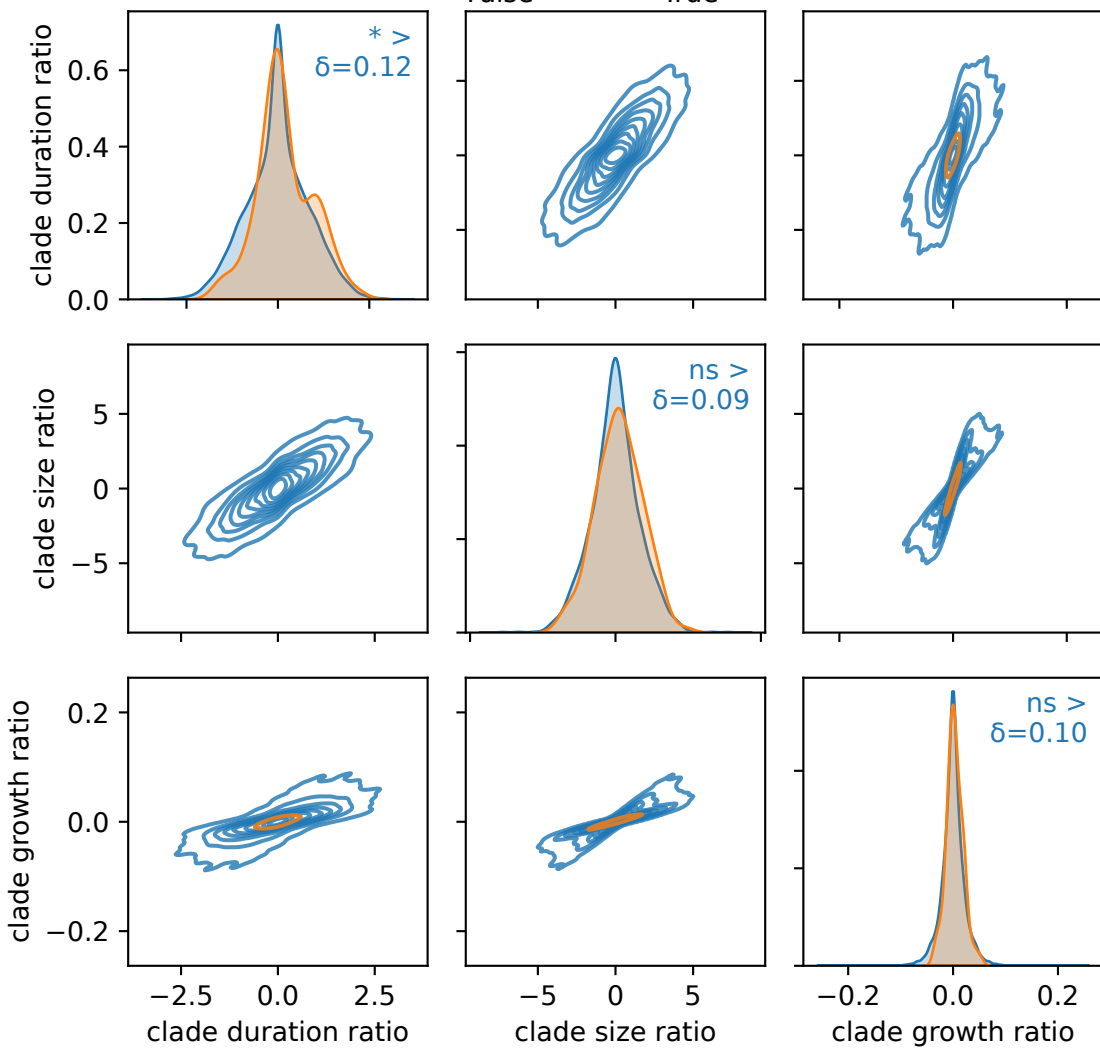 clade duration ratio
0.6
0.4
0.2
0.0
* >
δ=0.12
clade size ratio
5
0
−5
ns >
δ=0.09
clade growth ratio
0.2
0.0
−0.2
ns >
δ=0.10
−2.5 0.0 2.5
−5 0 5
−0.2 0.0 0.2
clade duration ratio
clade size ratio
clade growth ratio